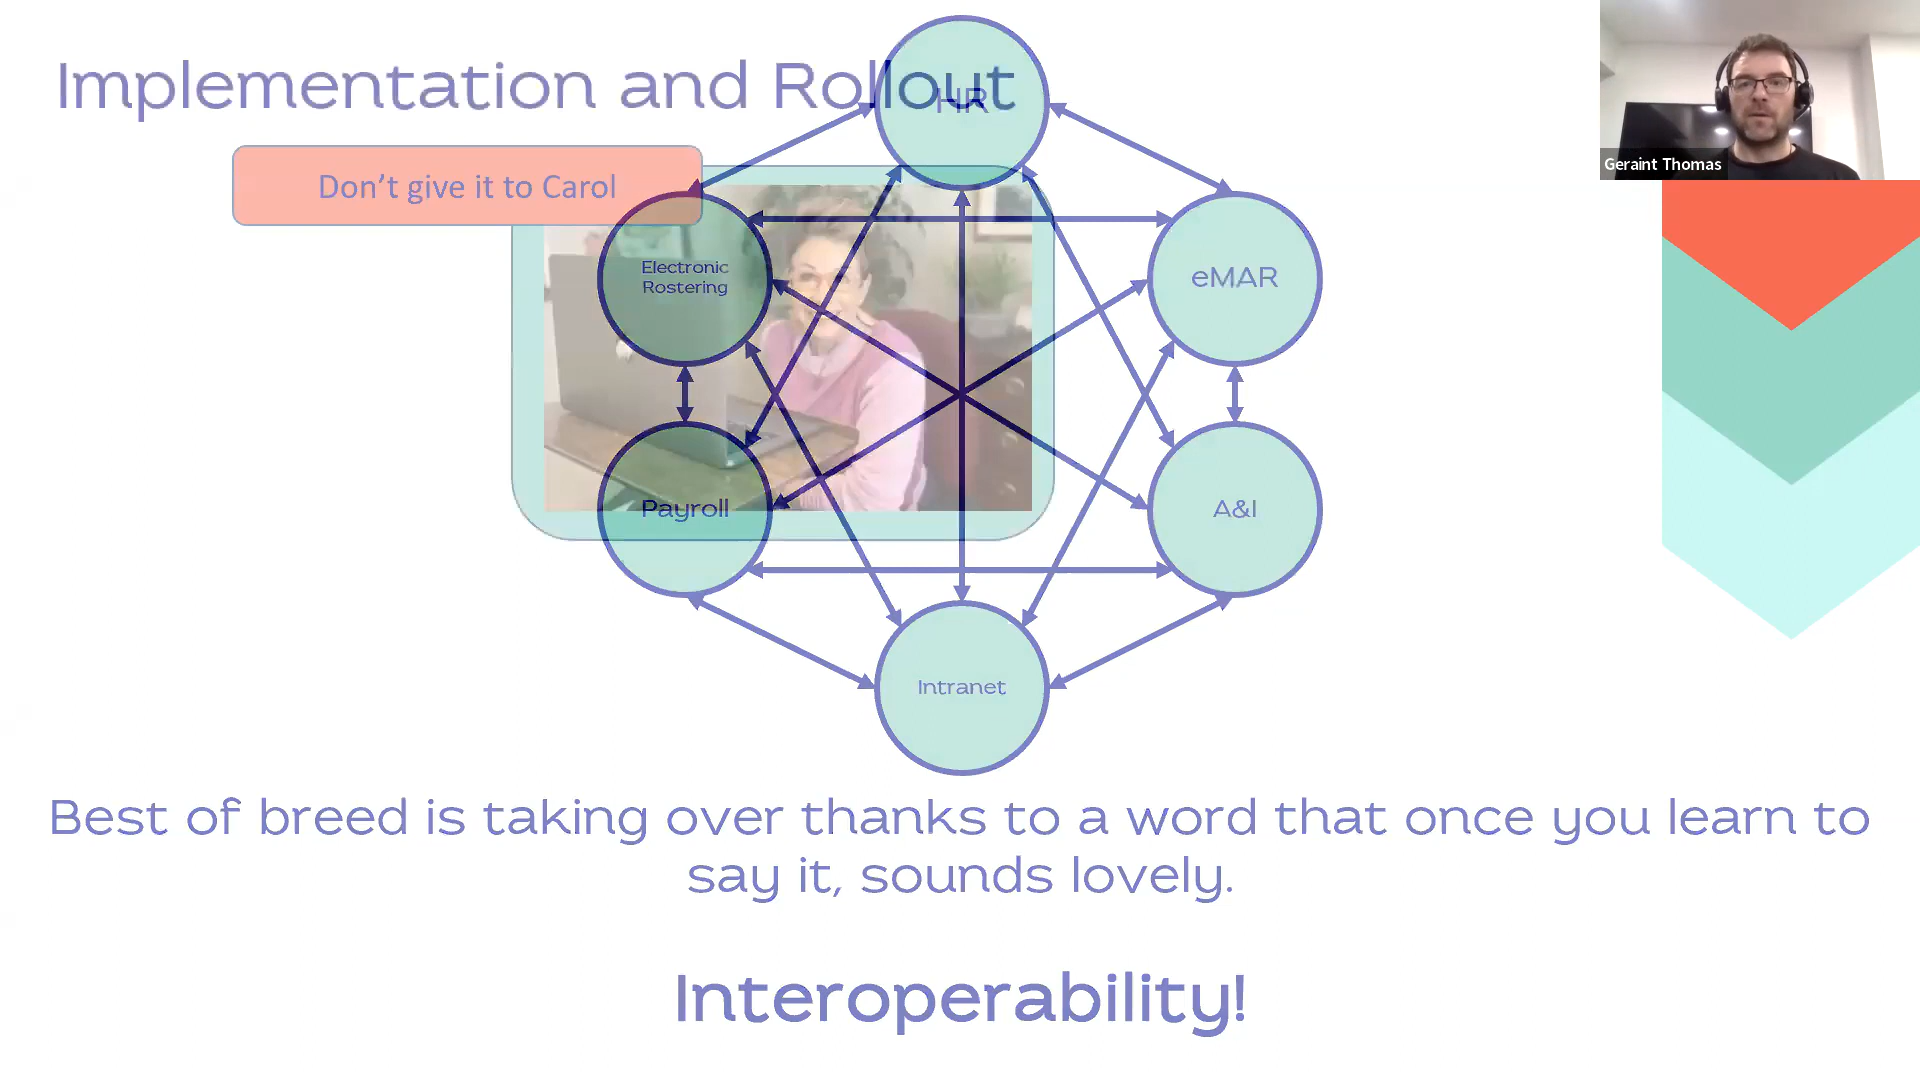 Implementation and Rollout
HR
Geraint Thomas
Don’t give it to Carol
Electronic
Rostering
eMAR
Payroll
A&I
Intranet
Best of breed is taking over thanks to a word that once you learn to
say it, sounds lovely.
Interoperability!